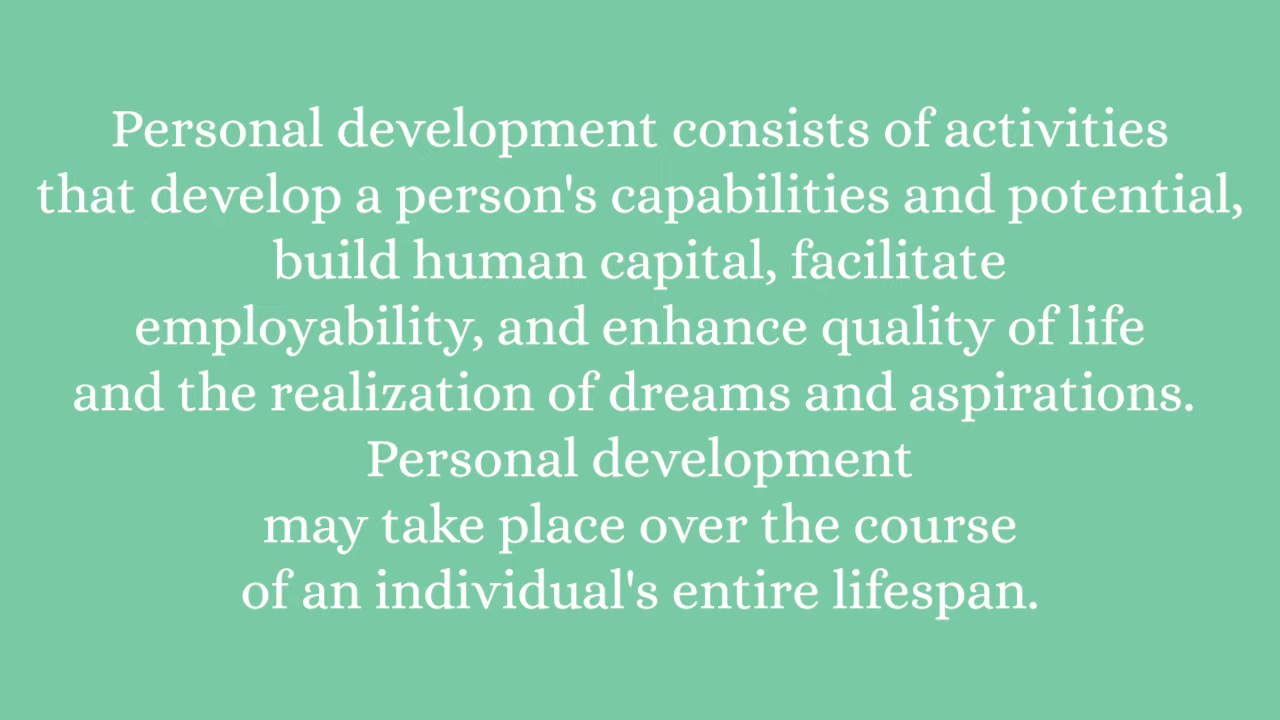 Personal development consists of activities
that develop a person's capabilities and potential,
build human capital, facilitate
employability, and enhance quality of life
and the realization of dreams and aspirations.
Personal development
may take place over the course
of an individual's entire lifespan.